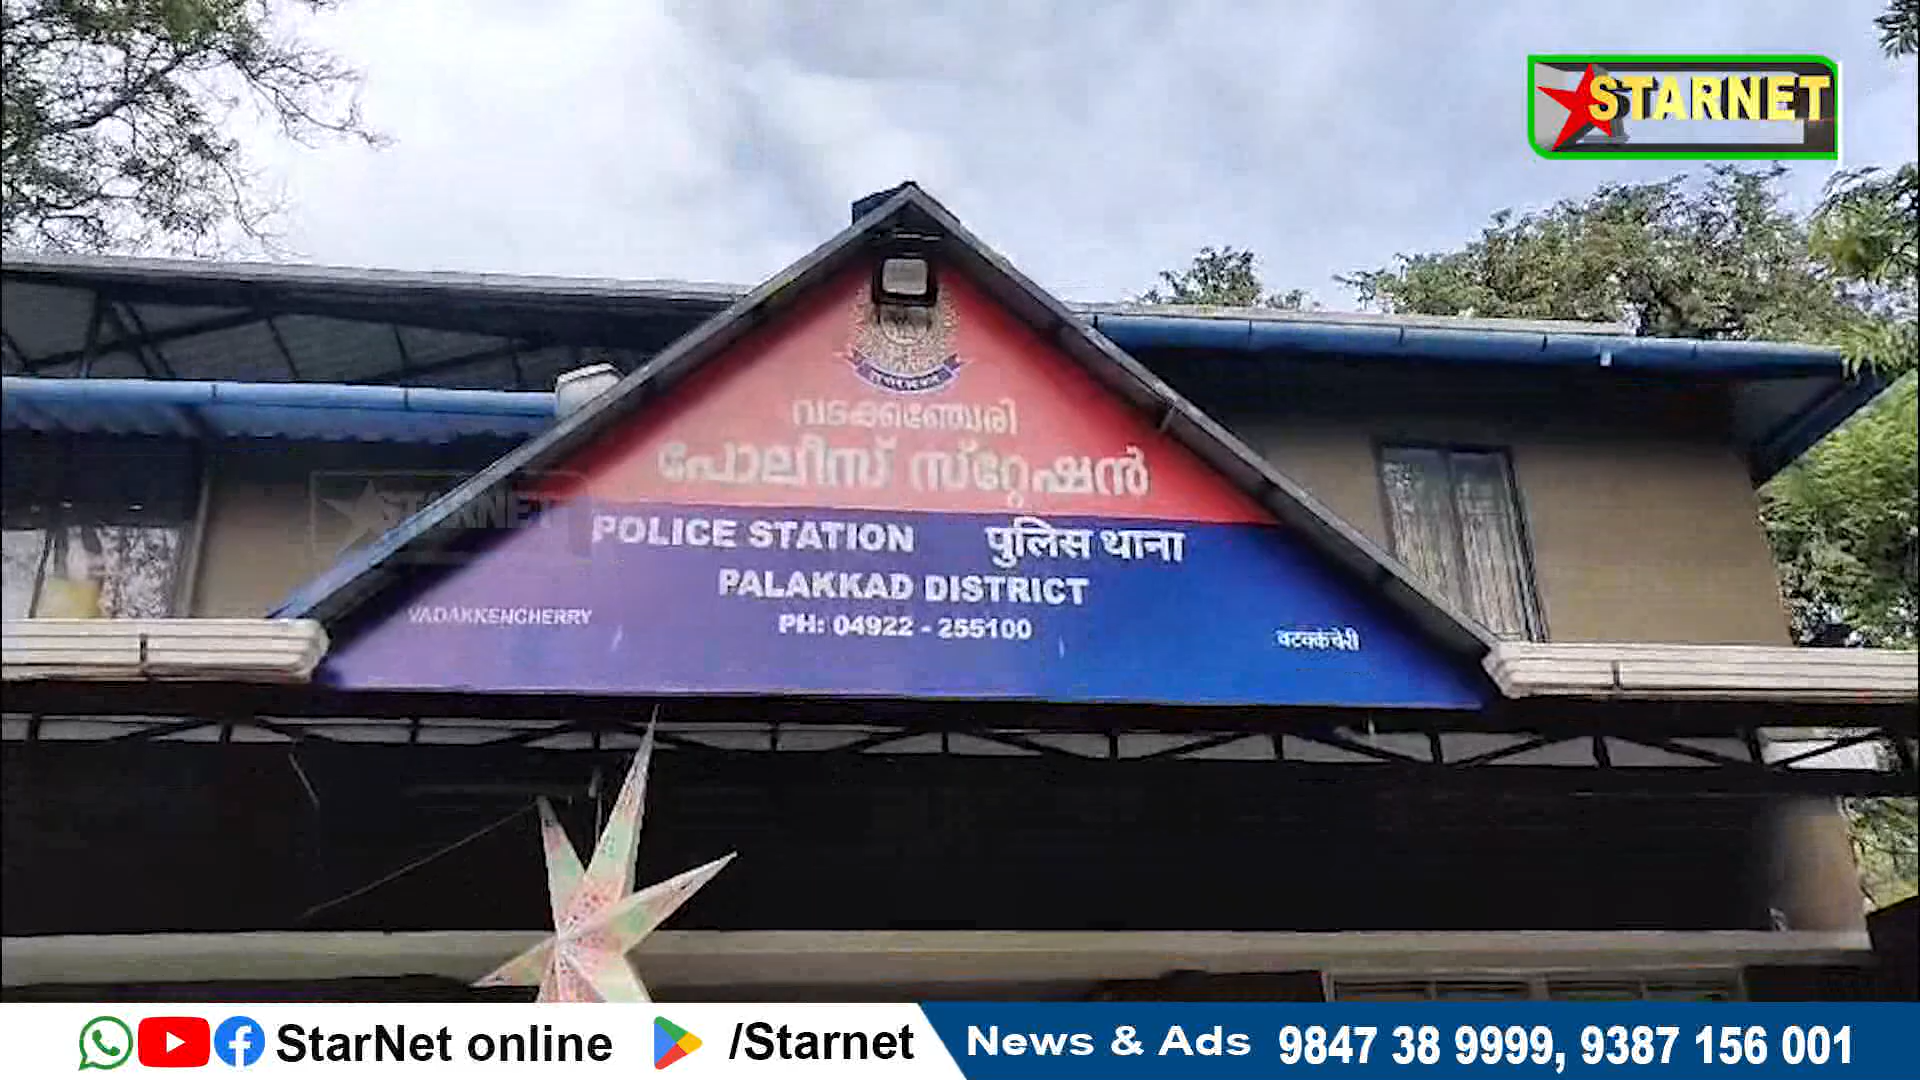 STARNET
വടക്കഞ്ചേരി
പോലീസ് സ്റ്റേഷൻ
STARNET
POLICE STATION पुलिस थाना
PALAKKAD DISTRICT
VADAKKENCHERRY
PH: 04922 - 255100
वटक्कंचेरी
StarNet online /Starnet News & Ads 9847 38 9999, 9387 156 001